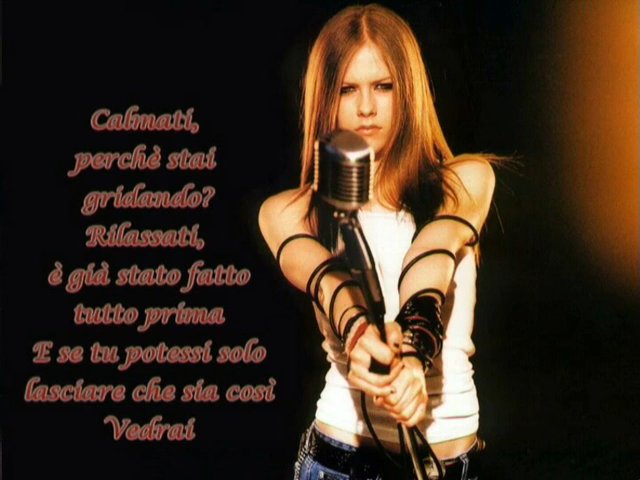 Calmati,
perchè stai
gridando?
Rilassati,
è già stato fatto
tutto prima
E se tu potessi solo
lasciare che sia così
Vedrai